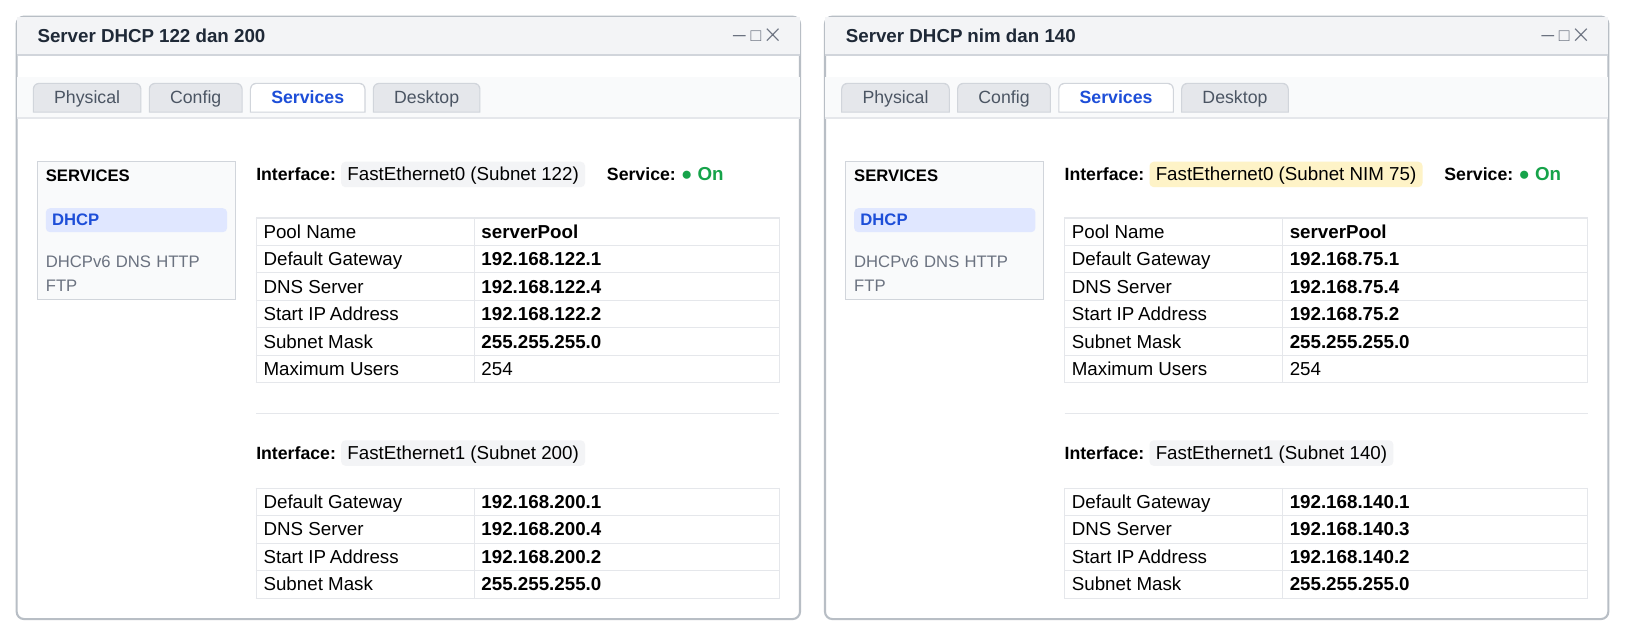 Server DHCP 122 dan 200
Physical Config Services Desktop
SERVICES
DHCP
DHCPv6 DNS HTTP
FTP
Interface: FastEthernet0 (Subnet 122) Service: ● On
Pool Name serverPool
Default Gateway 192.168.122.1
DNS Server 192.168.122.4
Start IP Address 192.168.122.2
Subnet Mask 255.255.255.0
Maximum Users 254
Interface: FastEthernet1 (Subnet 200)
Default Gateway 192.168.200.1
DNS Server 192.168.200.4
Start IP Address 192.168.200.2
Subnet Mask 255.255.255.0
Server DHCP nim dan 140
Physical Config Services Desktop
SERVICES
DHCP
DHCPv6 DNS HTTP
FTP
Interface: FastEthernet0 (Subnet NIM 75) Service: ● On
Pool Name serverPool
Default Gateway 192.168.75.1
DNS Server 192.168.75.4
Start IP Address 192.168.75.2
Subnet Mask 255.255.255.0
Maximum Users 254
Interface: FastEthernet1 (Subnet 140)
Default Gateway 192.168.140.1
DNS Server 192.168.140.3
Start IP Address 192.168.140.2
Subnet Mask 255.255.255.0